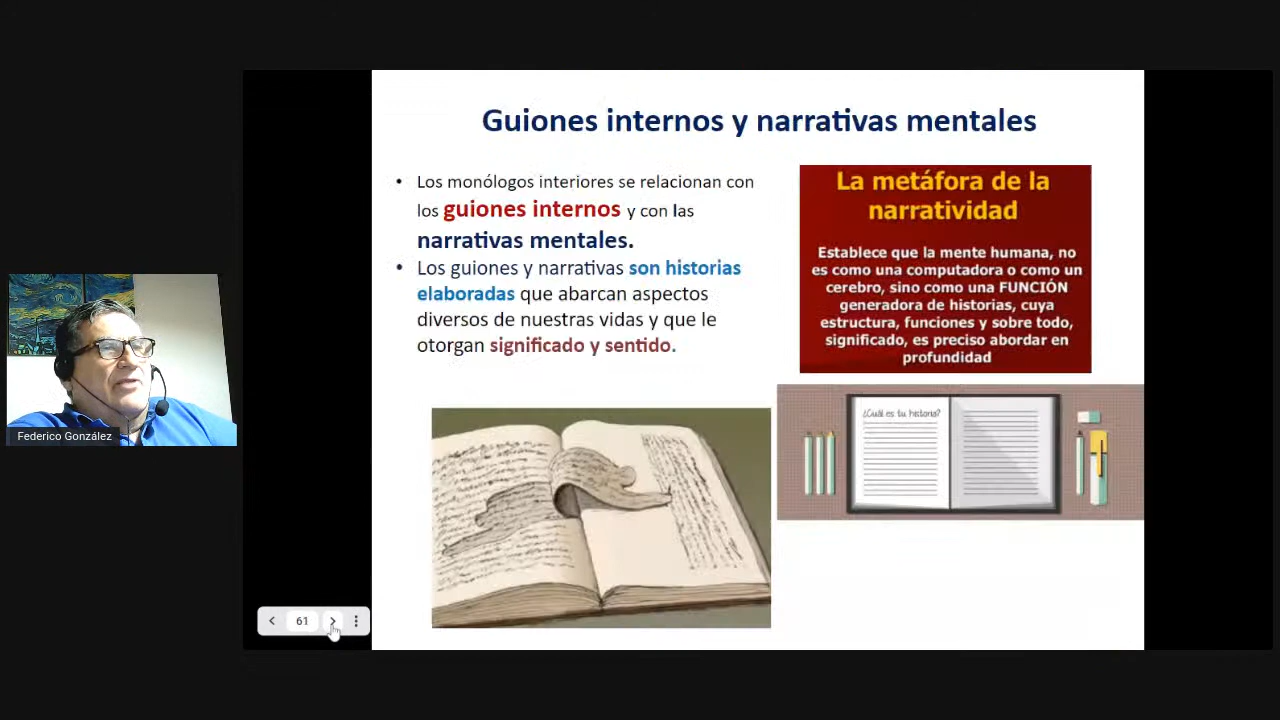 Guiones internos y narrativas mentales
• Los monólogos interiores se relacionan con
los guiones internos y con las
narrativas mentales.
• Los guiones y narrativas son historias
elaboradas que abarcan aspectos
diversos de nuestras vidas y que le
otorgan significado y sentido.
La metáfora de la
narratividad
Establece que la mente humana, no
es como una computadora o como un
cerebro, sino como una FUNCIÓN
generadora de historias, cuya
estructura, funciones y sobre todo,
significado, es preciso abordar en
profundidad
¿Cuál es tu historia?
Federico González
61